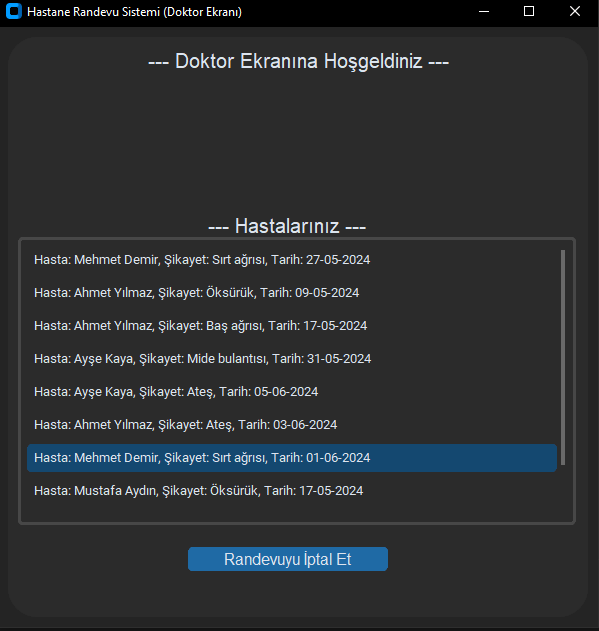 Hastane Randevu Sistemi (Doktor Ekranı)
--- Doktor Ekranına Hoşgeldiniz ---
--- Hastalarınız ---
Hasta: Mehmet Demir, Şikayet: Sırt ağrısı, Tarih: 27-05-2024
Hasta: Ahmet Yılmaz, Şikayet: Öksürük, Tarih: 09-05-2024
Hasta: Ahmet Yılmaz, Şikayet: Baş ağrısı, Tarih: 17-05-2024
Hasta: Ayşe Kaya, Şikayet: Mide bulantısı, Tarih: 31-05-2024
Hasta: Ayşe Kaya, Şikayet: Ateş, Tarih: 05-06-2024
Hasta: Ahmet Yılmaz, Şikayet: Ateş, Tarih: 03-06-2024
Hasta: Mehmet Demir, Şikayet: Sırt ağrısı, Tarih: 01-06-2024
Hasta: Mustafa Aydın, Şikayet: Öksürük, Tarih: 17-05-2024
Randevuyu İptal Et